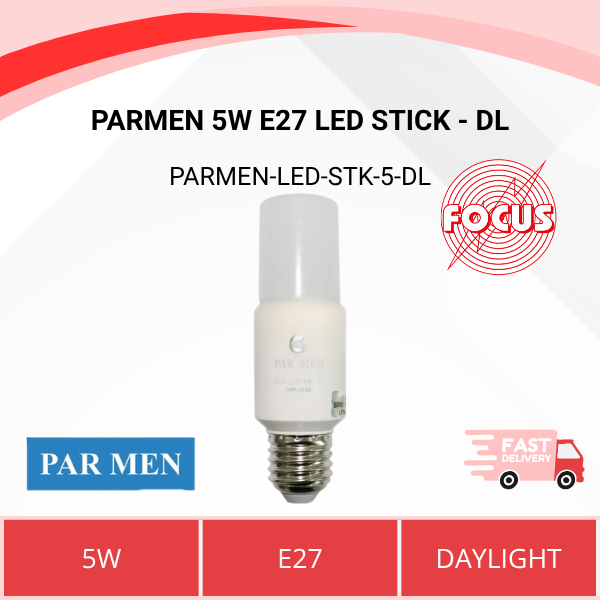 PARMEN 5W E27 LED STICK - DL
PARMEN-LED-STK-5-DL
FOCUS
PAR MEN
PAR MEN
FAST
DELIVERY
5W
E27
DAYLIGHT